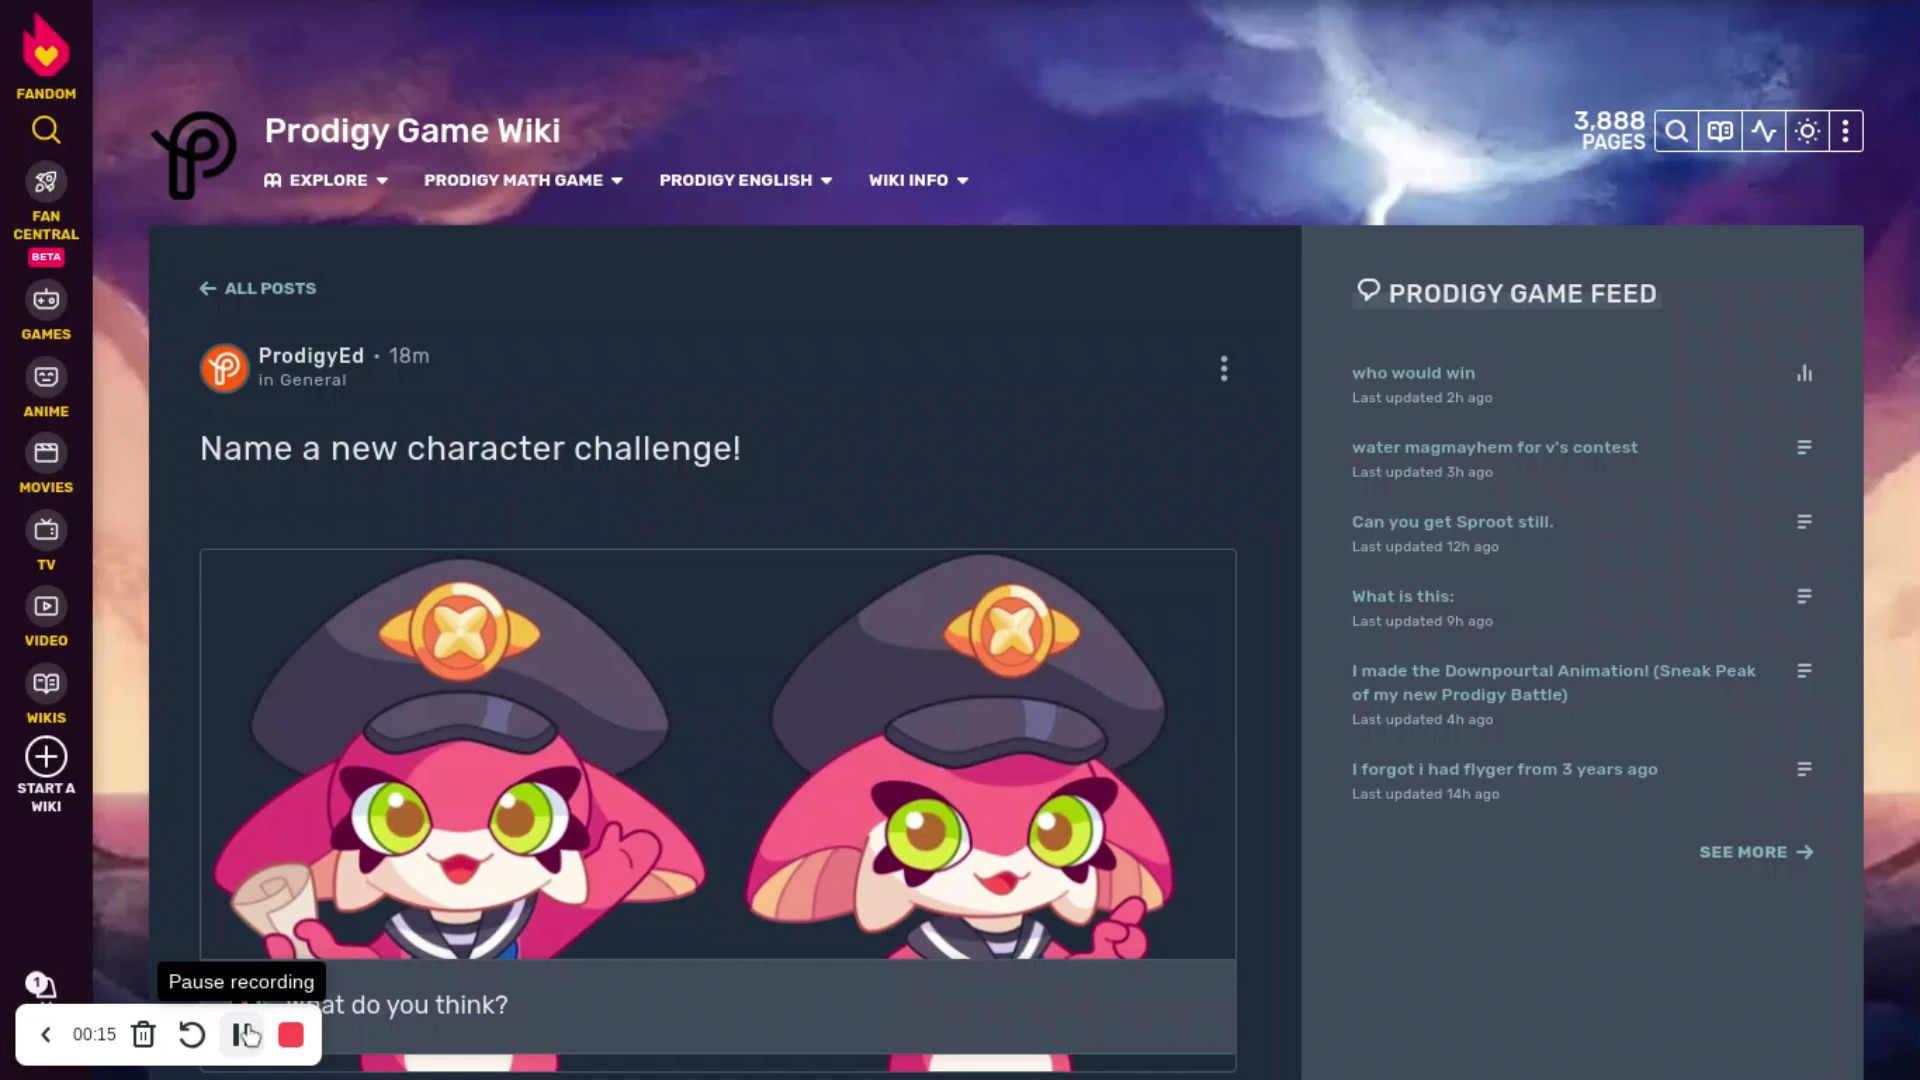 FANDOM
FAN
CENTRAL
BETA
GAMES
ANIME
MOVIES
TV
VIDEO
WIKIS
START A
WIKI
1
Prodigy Game Wiki
EXPLORE
PRODIGY MATH GAME
PRODIGY ENGLISH
WIKI INFO
3,888
PAGES
ALL POSTS
ProdigyEd • 18m
in General
Name a new character challenge!
at do you think?
Pause recording
00:15
PRODIGY GAME FEED
who would win
Last updated 2h ago
water magmayhem for v's contest
Last updated 3h ago
Can you get Sproot still.
Last updated 12h ago
What is this:
Last updated 9h ago
I made the Downpourtal Animation! (Sneak Peak
of my new Prodigy Battle)
Last updated 4h ago
I forgot i had flyger from 3 years ago
Last updated 14h ago
SEE MORE